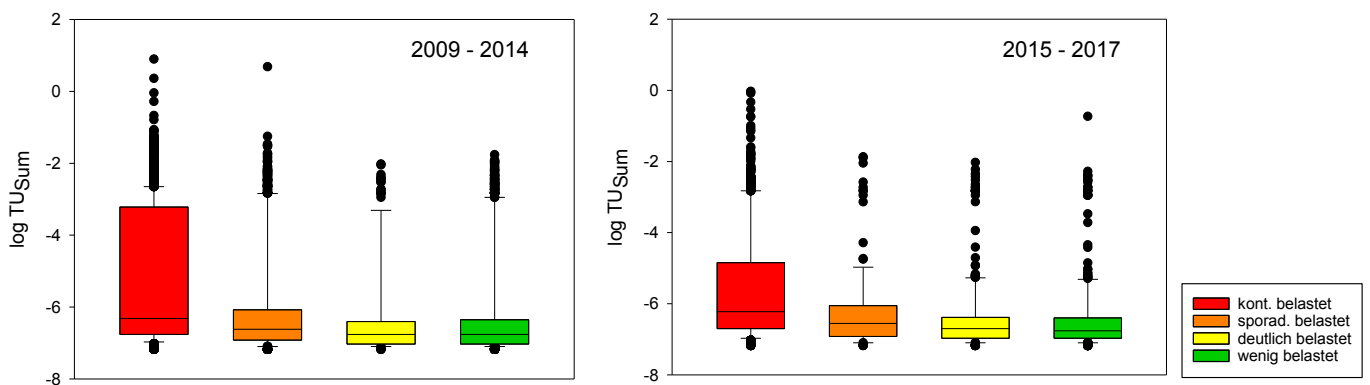 2009 - 2014
log TUSum
2
0
-2
-4
-6
-8
2015 - 2017
log TUSum
2
0
-2
-4
-6
-8
kont. belastet
sporad. belastet
deutlich belastet
wenig belastet